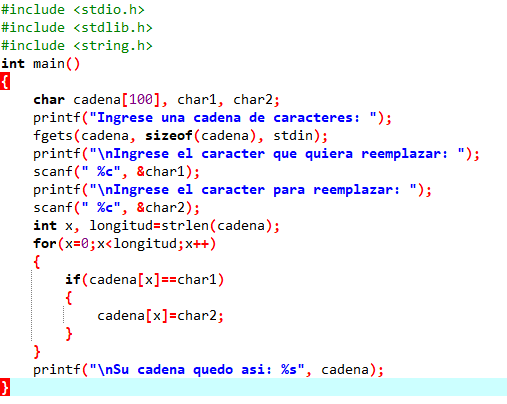 #include <stdio.h>
#include <stdlib.h>
#include <string.h>
int main()
{
    char cadena[100], char1, char2;
    printf("Ingrese una cadena de caracteres: ");
    fgets(cadena, sizeof(cadena), stdin);
    printf("\nIngrese el caracter que quiera reemplazar: ");
    scanf(" %c", &char1);
    printf("\nIngrese el caracter para reemplazar: ");
    scanf(" %c", &char2);
    int x, longitud=strlen(cadena);
    for(x=0;x<longitud;x++)
    {
        if(cadena[x]==char1)
        {
            cadena[x]=char2;
        }
    }
    printf("\nSu cadena quedo asi: %s", cadena);
}